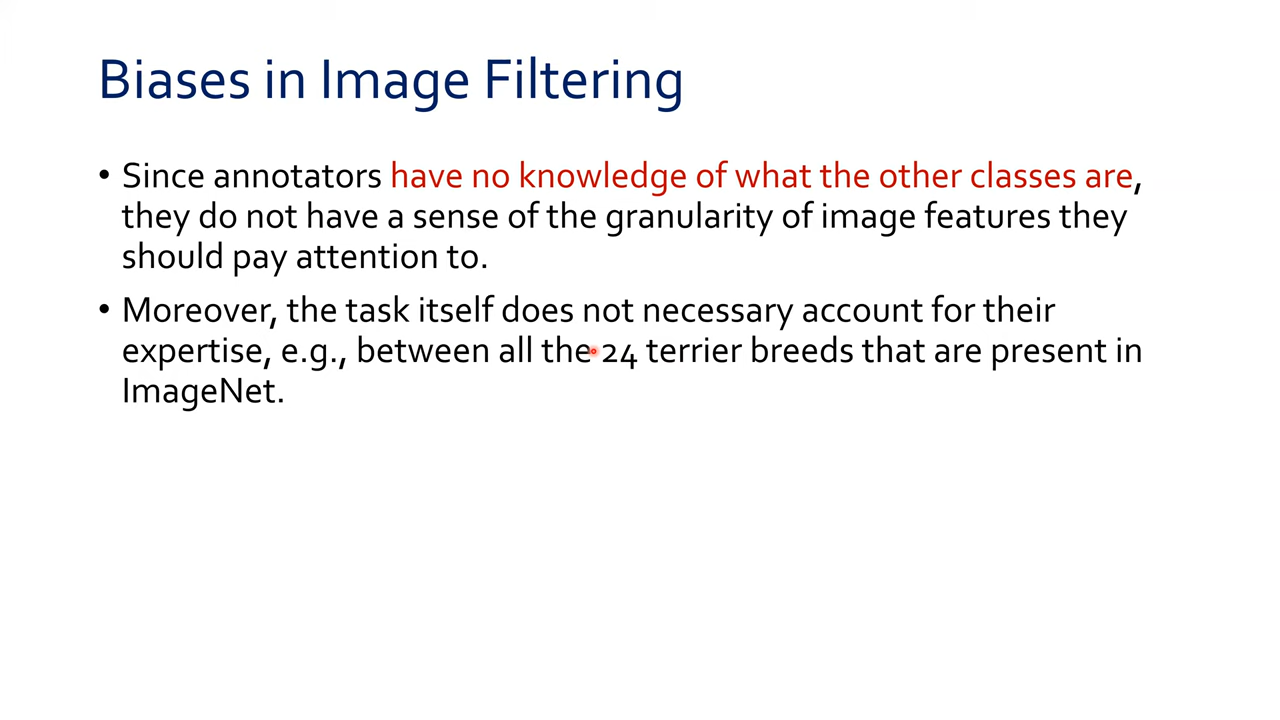 Biases in Image Filtering
• Since annotators have no knowledge of what the other classes are,
they do not have a sense of the granularity of image features they
should pay attention to.
• Moreover, the task itself does not necessary account for their
expertise, e.g., between all the 24 terrier breeds that are present in
ImageNet.